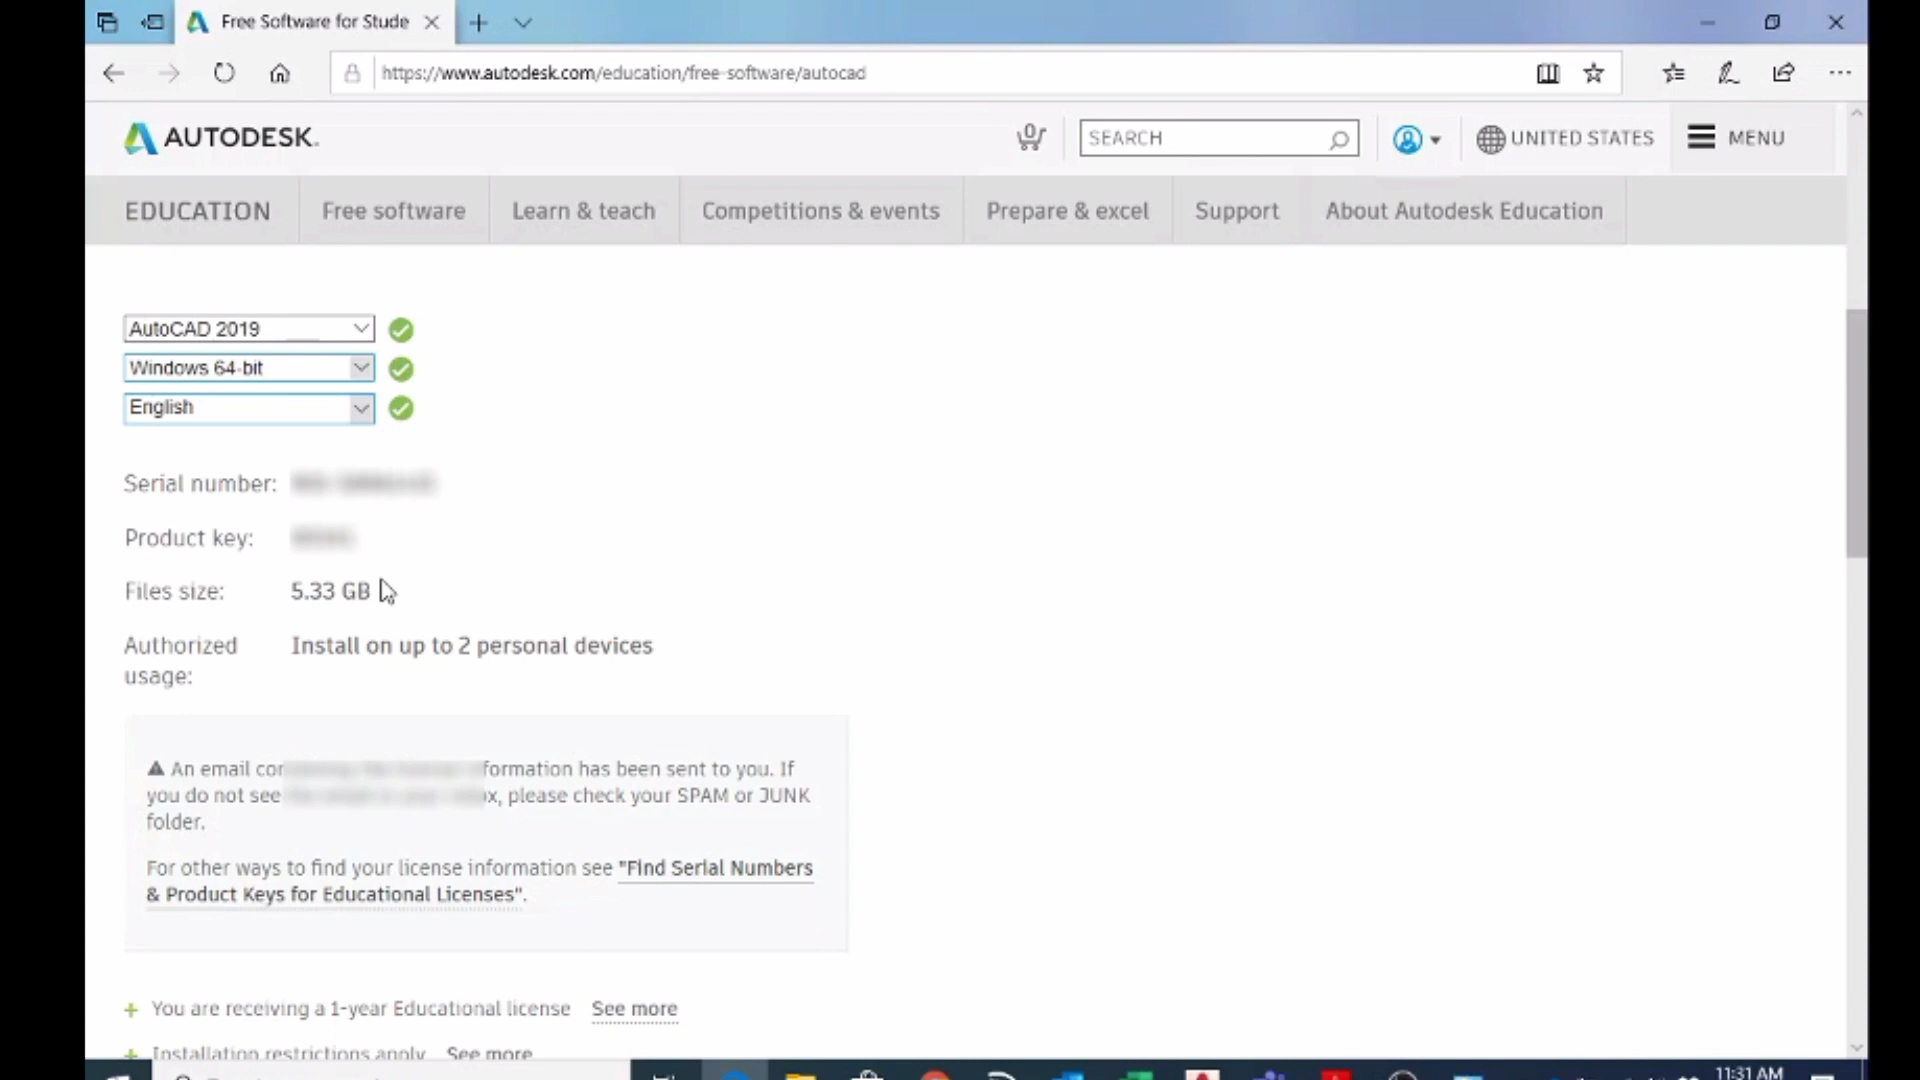 Free Software for Stude
https://www.autodesk.com/education/free-software/autocad
AUTODESK.
0
SEARCH
UNITED STATES
MENU
EDUCATION
Free software
Learn & teach
Competitions & events
Prepare & excel
Support
About Autodesk Education
AutoCAD 2019
Windows 64-bit
English
Serial number:
Product key:
Files size: 5.33 GB
Authorized Install on up to 2 personal devices
usage:
An email formation has been sent to you. If
you do not see please check your SPAM or JUNK
folder.
For other ways to find your license information see "Find Serial Numbers
& Product Keys for Educational Licenses".
+ You are receiving a 1-year Educational license See more
+ Installation restrictions apply See more
11:31 AM